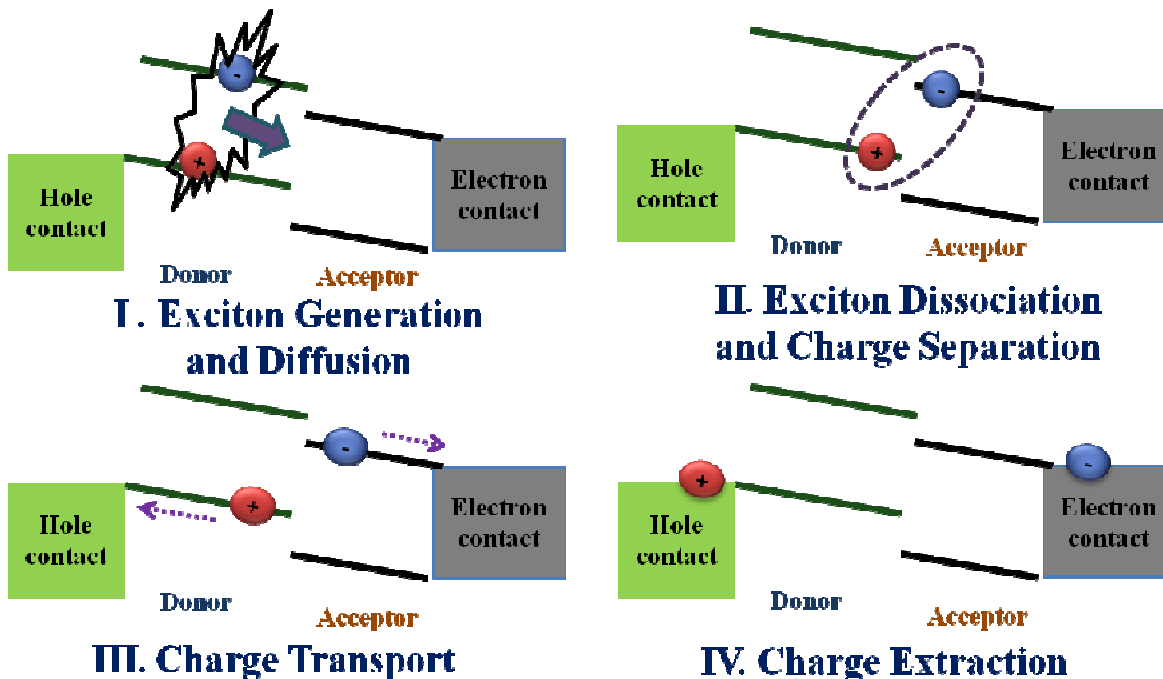 Hole
contact
Electron
contact
Donor
Acceptor
I. Exciton Generation
and Diffusion
Hole
contact
Electron
contact
Donor
Acceptor
II. Exciton Dissociation
and Charge Separation
Hole
contact
Electron
contact
Donor
Acceptor
III. Charge Transport
Hole
contact
Electron
contact
Donor
Acceptor
IV. Charge Extraction